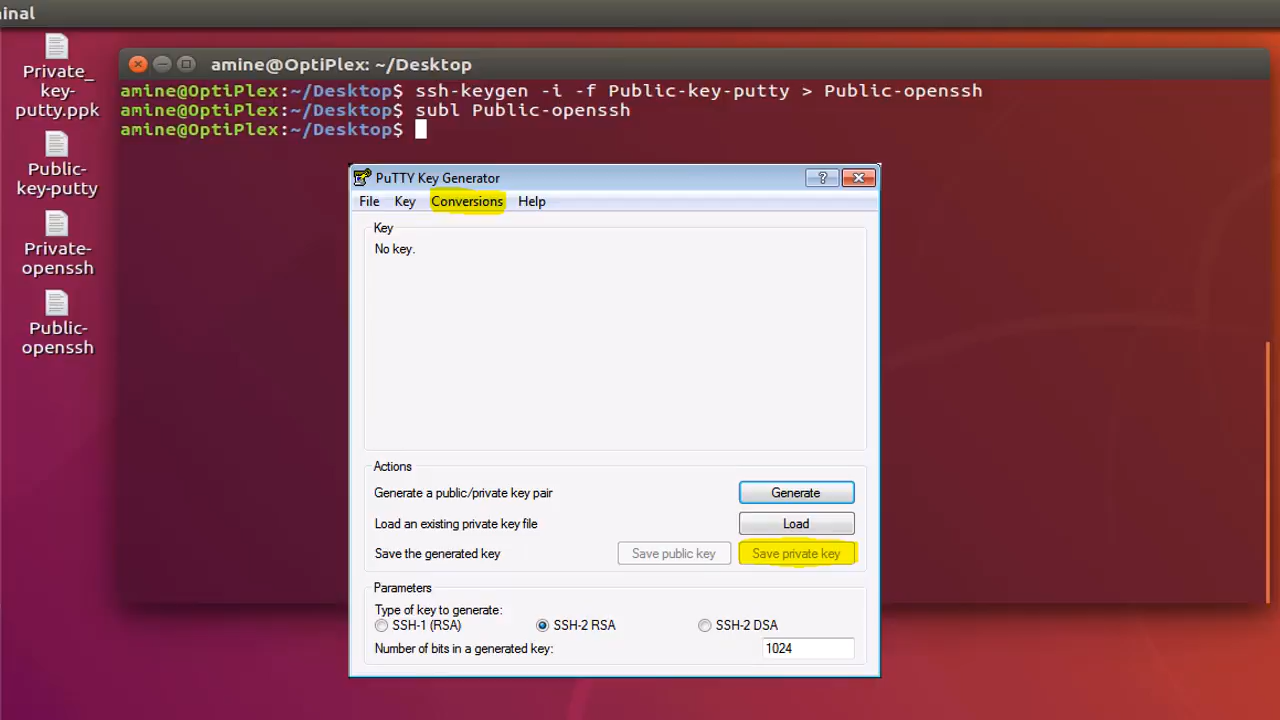 inal
Private_
key-
putty.ppk
Public-
key-putty
Private-
openssh
Public-
openssh
amine@OptiPlex: ~/Desktop
amine@OptiPlex:~/Desktop$ ssh-keygen -i -f Public-key-putty > Public-openssh
amine@OptiPlex:~/Desktop$ subl Public-openssh
amine@OptiPlex:~/Desktop$
PuTTY Key Generator
?
File Key Conversions Help
Key
No key.
Actions
Generate a public/private key pair Generate
Load an existing private key file Load
Save the generated key Save public key Save private key
Parameters
Type of key to generate:
SSH-1 (RSA) SSH-2 RSA SSH-2 DSA
Number of bits in a generated key: 1024